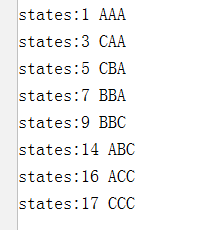 states:1 AAA
states:3 CAA
states:5 CBA
states:7 BBA
states:9 BBC
states:14 ABC
states:16 ACC
states:17 CCC